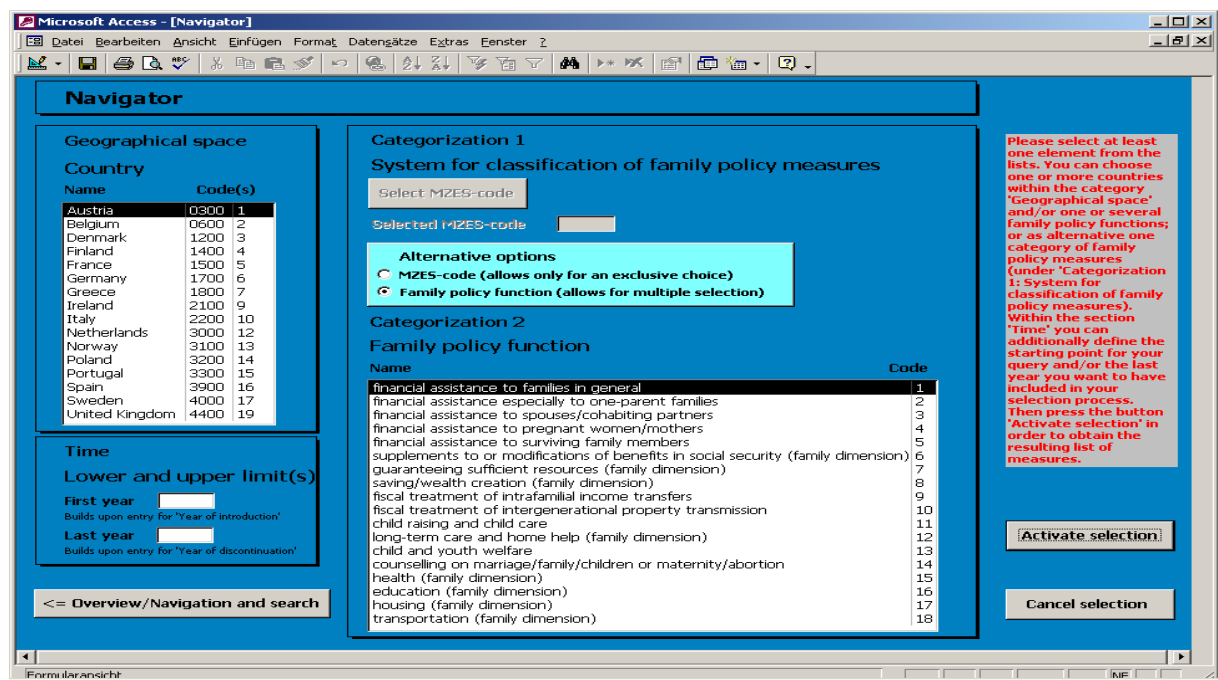 Microsoft Access - [Navigator]
Datei Bearbeiten Ansicht Einfügen Format Datensätze Extras Fenster ?
Navigator
Geographical space
Country
Name Code(s)
Austria 0300 1
Belgium 0600 2
Denmark 1200 3
Finland 1400 4
France 1500 5
Germany 1700 6
Greece 1800 7
Ireland 2100 9
Italy 2200 10
Netherlands 3000 12
Norway 3100 13
Poland 3200 14
Portugal 3300 15
Spain 3900 16
Sweden 4000 17
United Kingdom 4400 19
Time
Lower and upper limit(s)
First year
Builds upon entry for 'Year of introduction'
Last year
Builds upon entry for 'Year of discontinuation'
<= Overview/Navigation and search
Categorization 1
System for classification of family policy measures
Select MZES-code
Selected MZES-code
Alternative options
MZES-code (allows only for an exclusive choice)
Family policy function (allows for multiple selection)
Categorization 2
Family policy function
Name Code
financial assistance to families in general 1
financial assistance especially to one-parent families 2
financial assistance to spouses/cohabiting partners 3
financial assistance to pregnant women/mothers 4
financial assistance to surviving family members 5
supplements to or modifications of benefits in social security (family dimension) 6
guaranteeing sufficient resources (family dimension) 7
saving/wealth creation (family dimension) 8
fiscal treatment of intrafamilial income transfers 9
fiscal treatment of intergenerational property transmission 10
child raising and child care 11
long-term care and home help (family dimension) 12
child and youth welfare 13
counselling on marriage/family/children or maternity/abortion 14
health (family dimension) 15
education (family dimension) 16
housing (family dimension) 17
transportation (family dimension) 18
Please select at least
one element from the
lists. You can choose
one or more countries
within the category
'Geographical space'
and/or one or several
family policy functions;
or as alternative one
category of family
policy measures
(under 'Categorization
1: System for
classification of family
policy measures).
Within the section
'Time' you can
additionally define the
starting point for your
query and/or the last
year you want to have
included in your
selection process.
Then press the button
'Activate selection' in
order to obtain the
resulting list of
measures.
Activate selection
Cancel selection
Formularansicht
NF